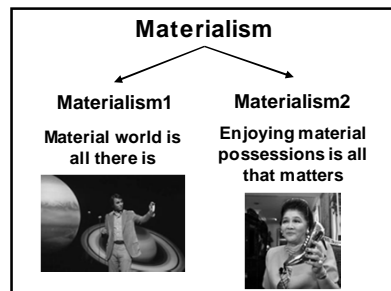 Materialism
Materialism1
Material world is
all there is
Materialism2
Enjoying material
possessions is all
that matters